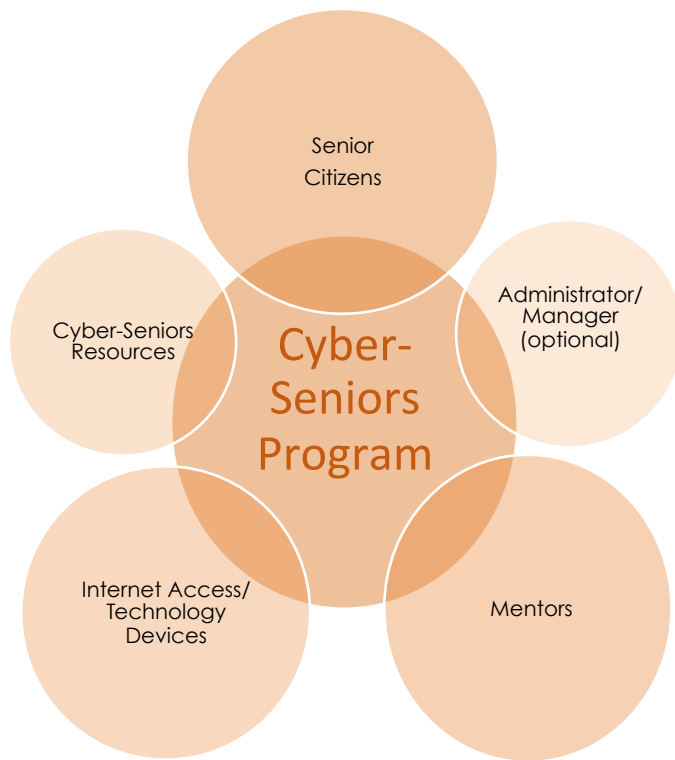 Senior
Citizens
Administrator/
Manager
(optional)
Cyber-Seniors
Resources
Cyber-
Seniors
Program
Internet Access/
Technology
Devices
Mentors